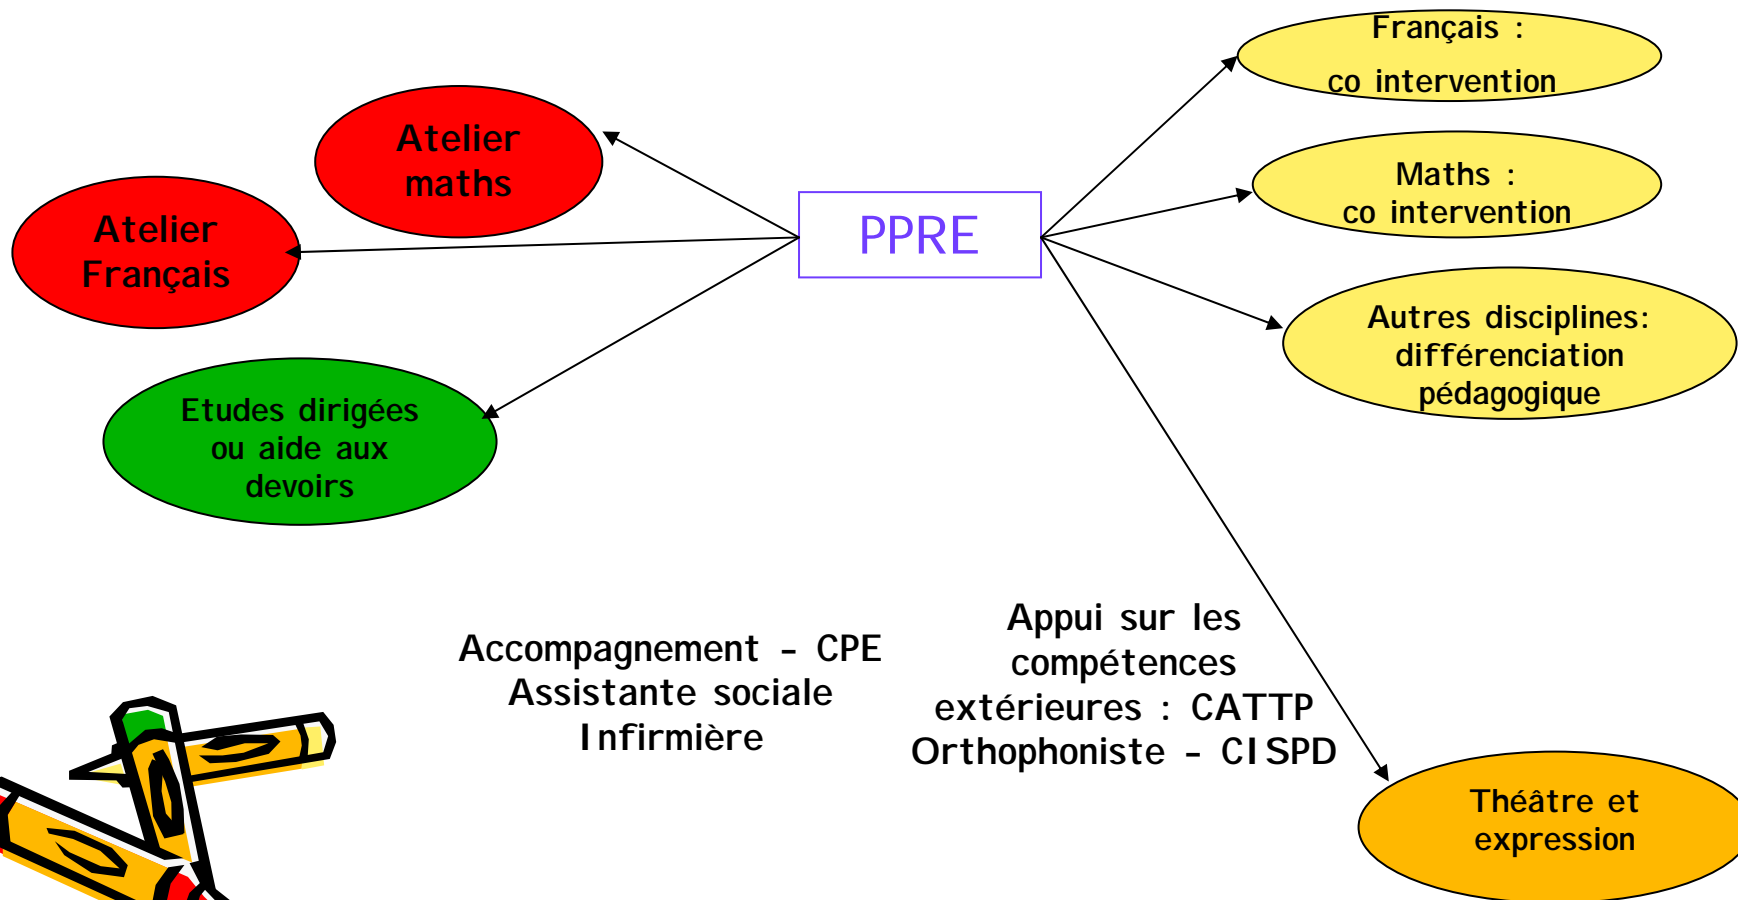 Français :
co intervention
Atelier
maths
Maths :
co intervention
Atelier
Français
PPRE
Autres disciplines:
différenciation
pédagogique
Etudes dirigées
ou aide aux
devoirs
Accompagnement - CPE
Assistante sociale
Infirmière
Appui sur les
compétences
extérieures : CATTP
Orthophoniste - CISPD
Théâtre et
expression